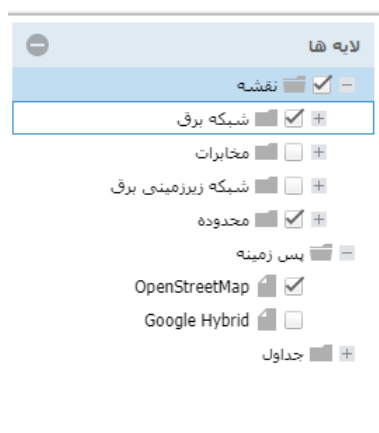 لایه ها
نقشه
شبکه برق
مخابرات
شبکه زیرزمینی برق
محدوده
پس زمینه
OpenStreetMap
Google Hybrid
جداول